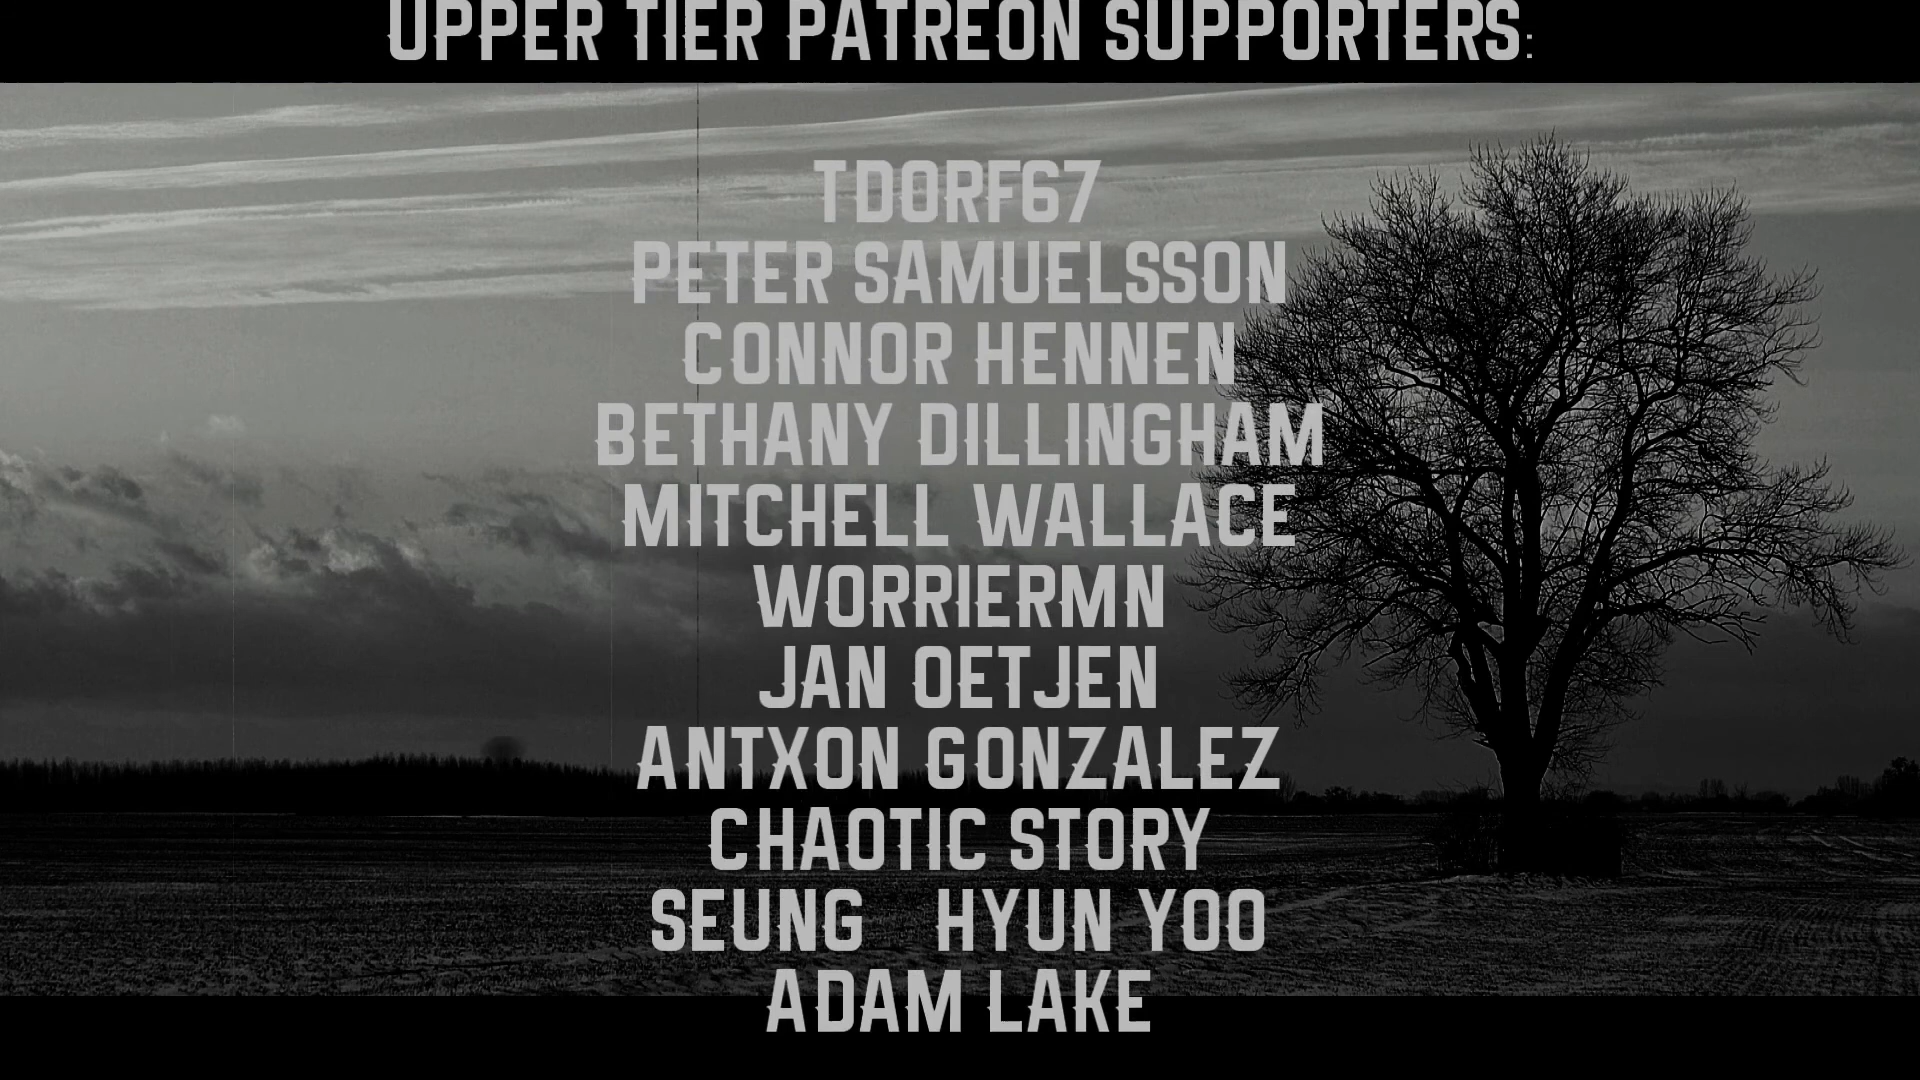 UPPER TIER PATREON SUPPORTERS:
TDORF67
PETER SAMUELSSON
CONNOR HENNEN
BETHANY DILLINGHAM
MITCHELL WALLACE
WORRIERMN
JAN OETJEN
ANTXON GONZALEZ
CHAOTIC STORY
SEUNG HYUN YOO
ADAM LAKE